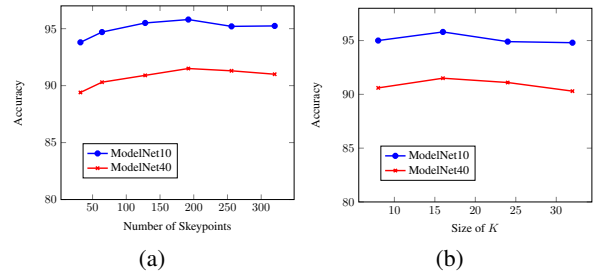 95
90
85
80
50 100 150 200 250 300
Accuracy
Number of Skeypoints
ModelNet10
ModelNet40
(a)
95
90
85
80
10 15 20 25 30
Accuracy
Size of K
ModelNet10
ModelNet40
(b)